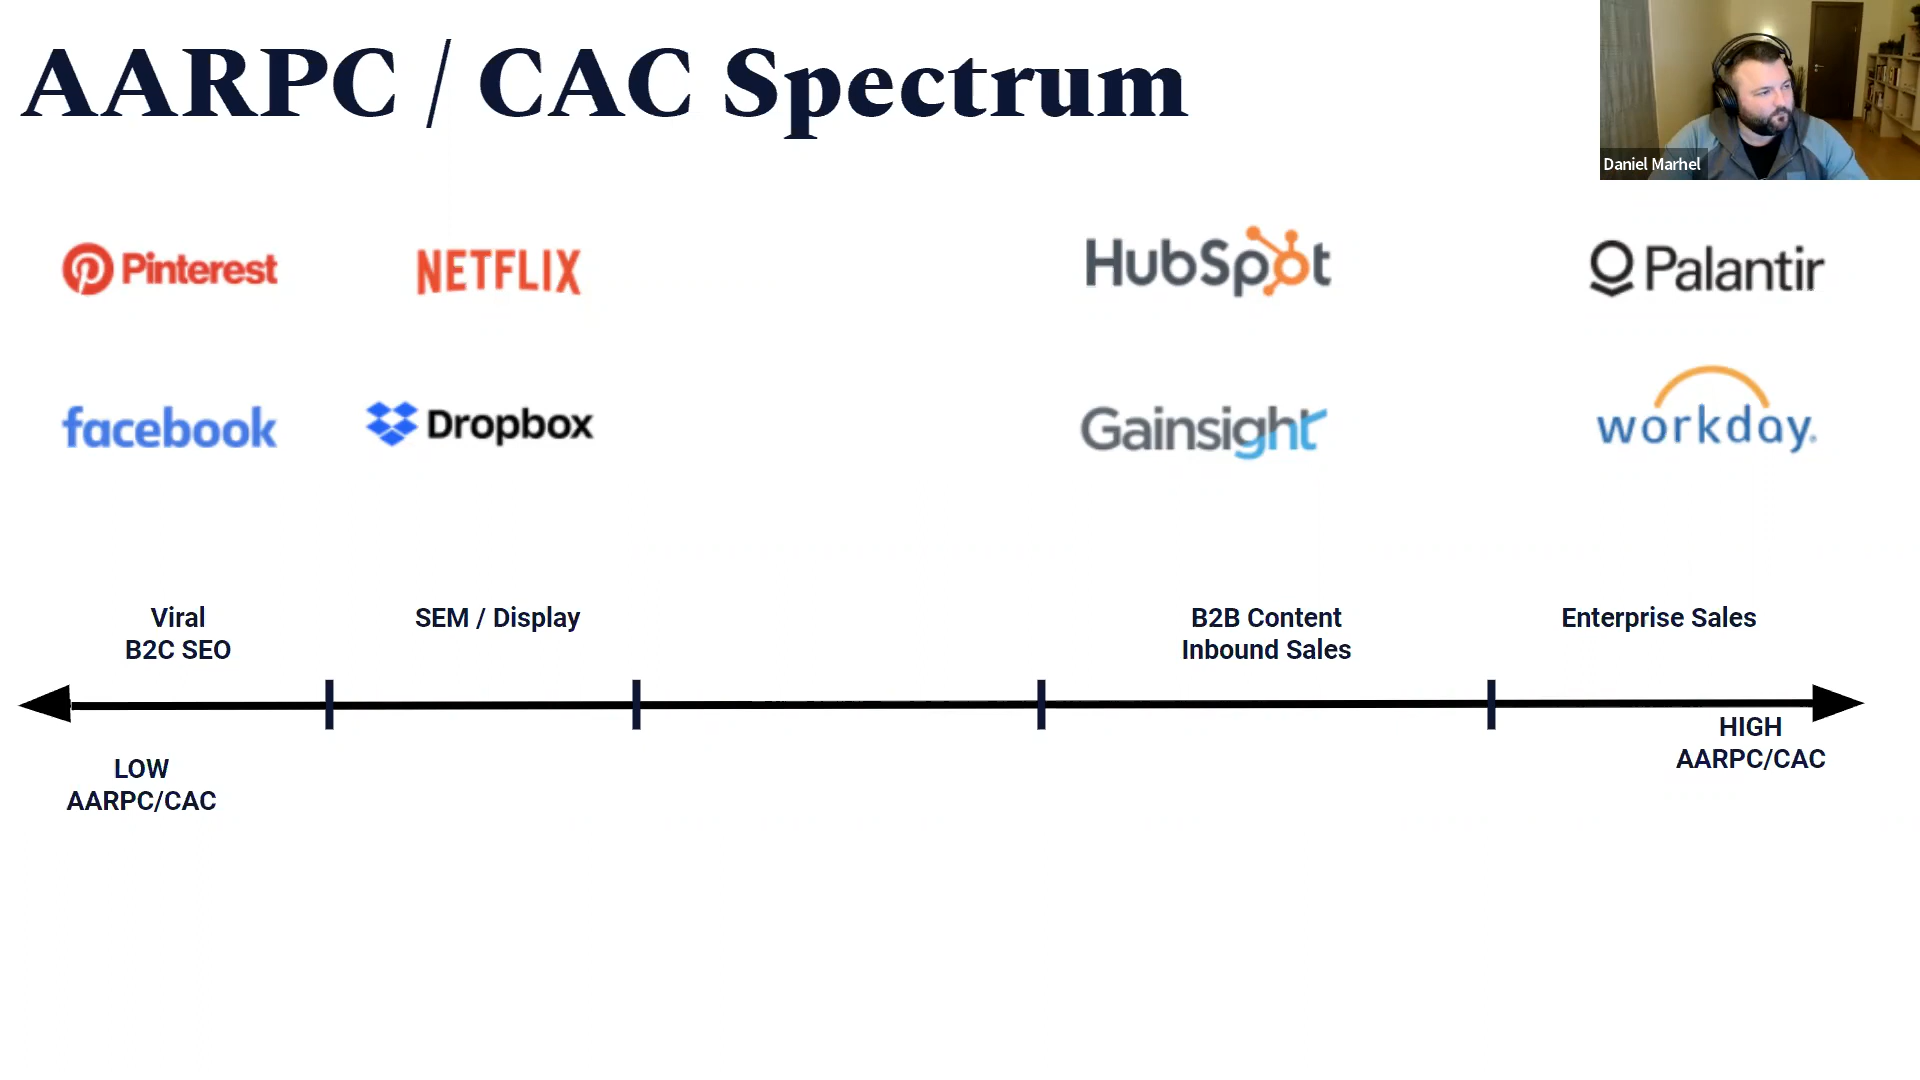 AARPC / CAC Spectrum
Daniel Marhel
Pinterest
NETFLIX
HubSpot
Palantir
facebook
Dropbox
Gainsight
workday.
Viral
B2C SEO
SEM / Display
B2B Content
Inbound Sales
Enterprise Sales
LOW
AARPC/CAC
HIGH
AARPC/CAC